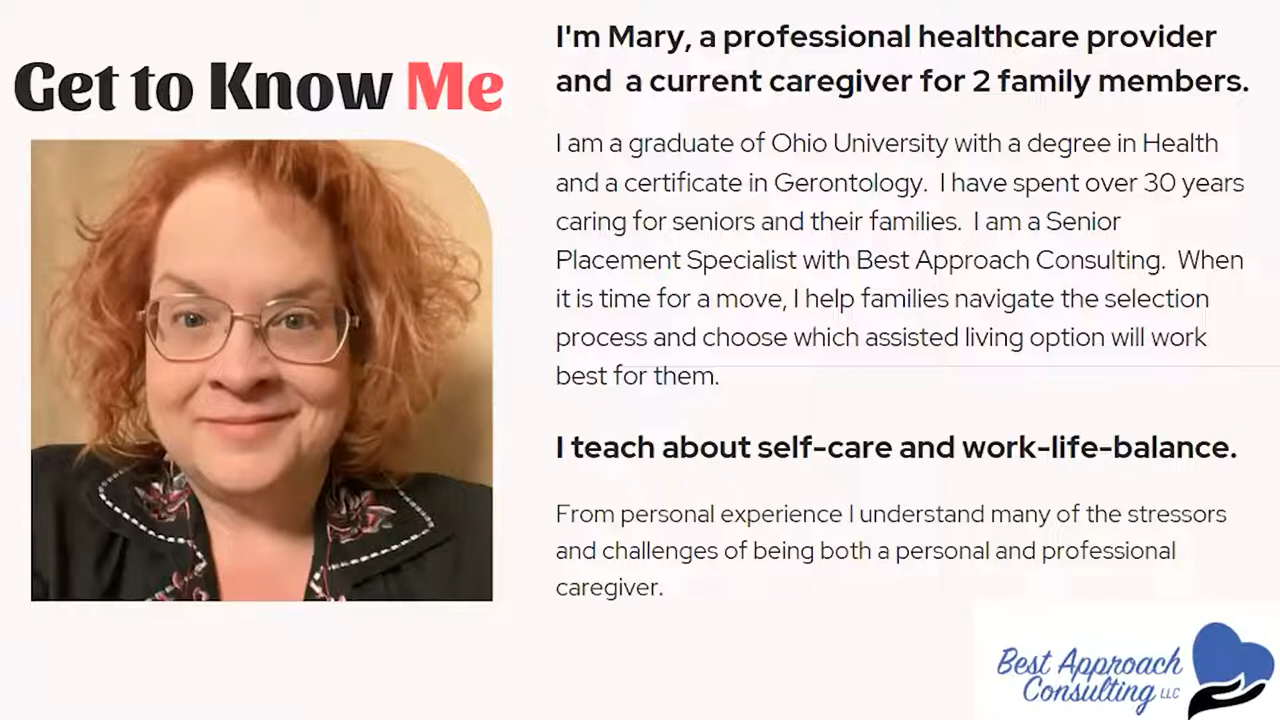 Get to Know Me
I'm Mary, a professional healthcare provider
and a current caregiver for 2 family members.
I am a graduate of Ohio University with a degree in Health
and a certificate in Gerontology. I have spent over 30 years
caring for seniors and their families. I am a Senior
Placement Specialist with Best Approach Consulting. When
it is time for a move, I help families navigate the selection
process and choose which assisted living option will work
best for them.
I teach about self-care and work-life-balance.
From personal experience I understand many of the stressors
and challenges of being both a personal and professional
caregiver.
Best Approach
Consulting LLC